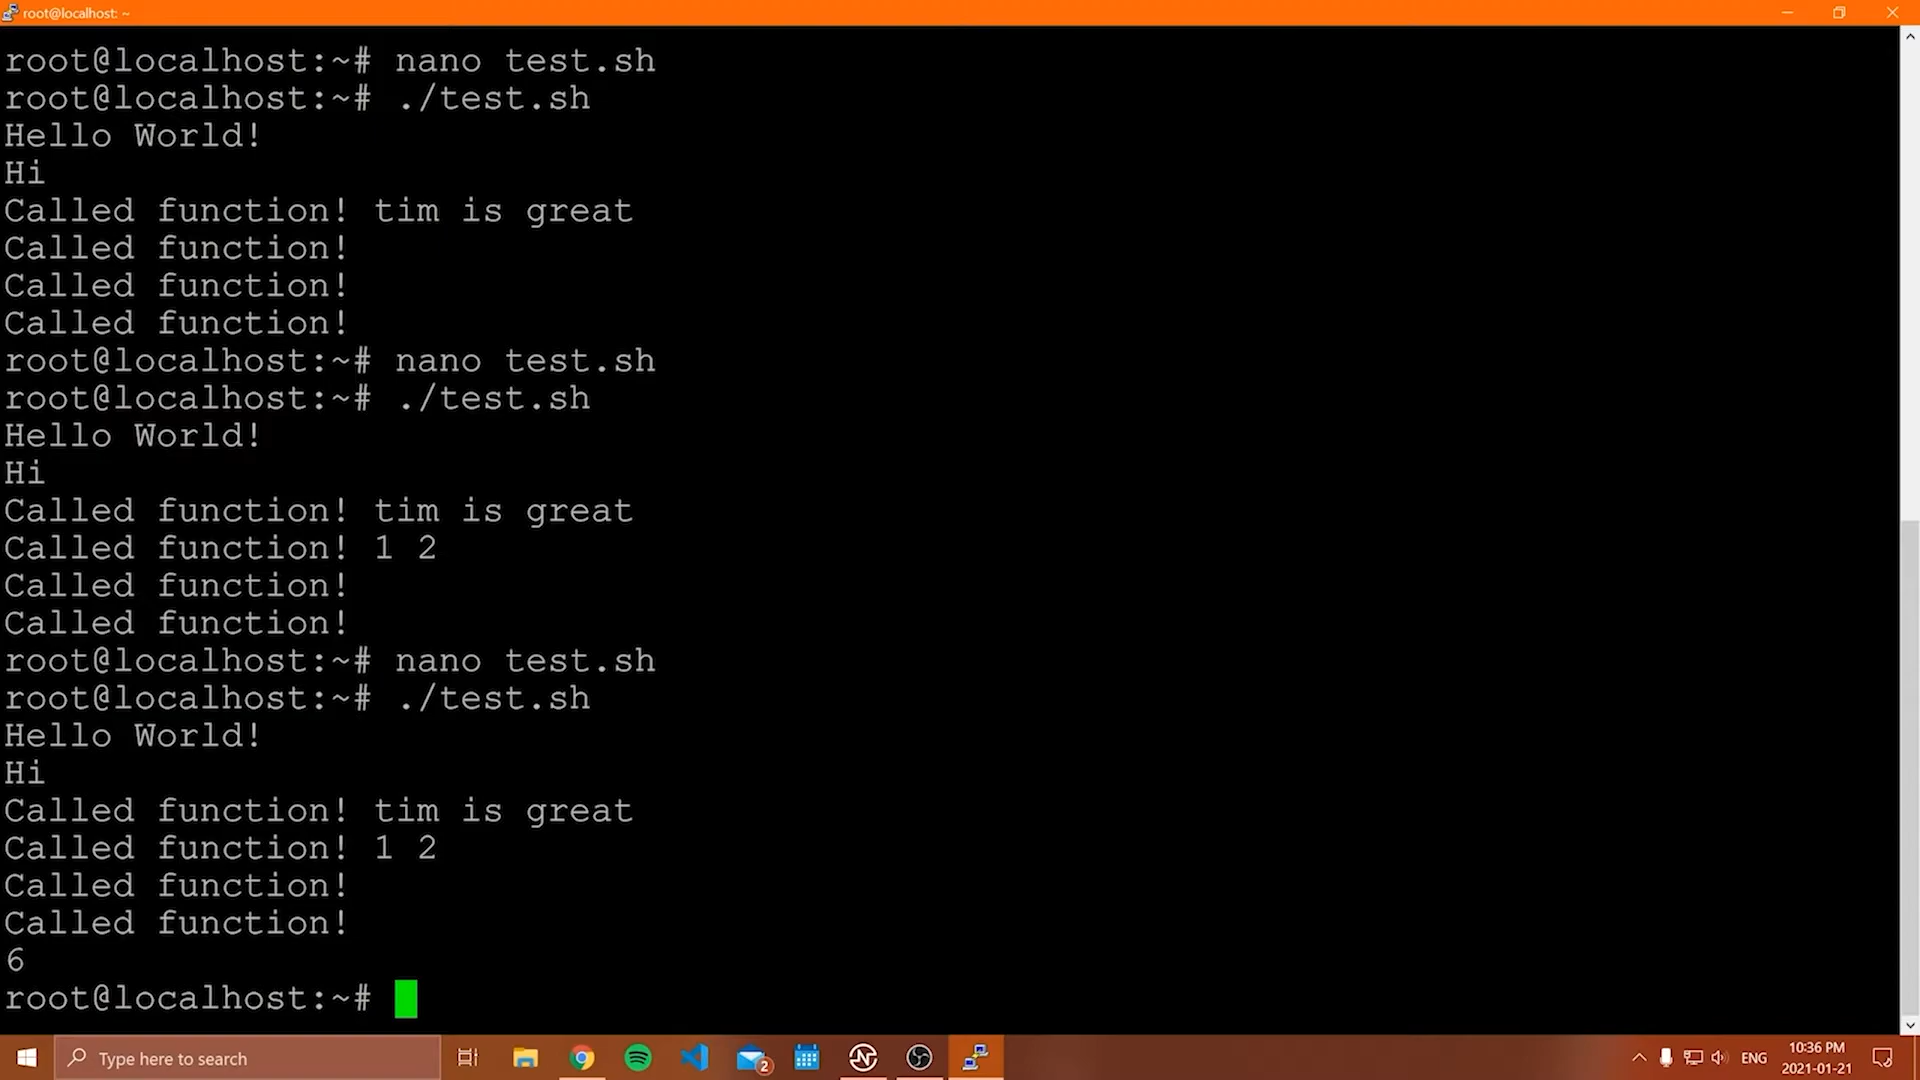 root@localhost: ~
root@localhost:~# nano test.sh
root@localhost:~# ./test.sh
Hello World!
Hi
Called function! tim is great
Called function!
Called function!
Called function!
root@localhost:~# nano test.sh
root@localhost:~# ./test.sh
Hello World!
Hi
Called function! tim is great
Called function! 1 2
Called function!
Called function!
root@localhost:~# nano test.sh
root@localhost:~# ./test.sh
Hello World!
Hi
Called function! tim is great
Called function! 1 2
Called function!
Called function!
6
root@localhost:~#
Type here to search
2
ENG
10:36 PM
2021-01-21